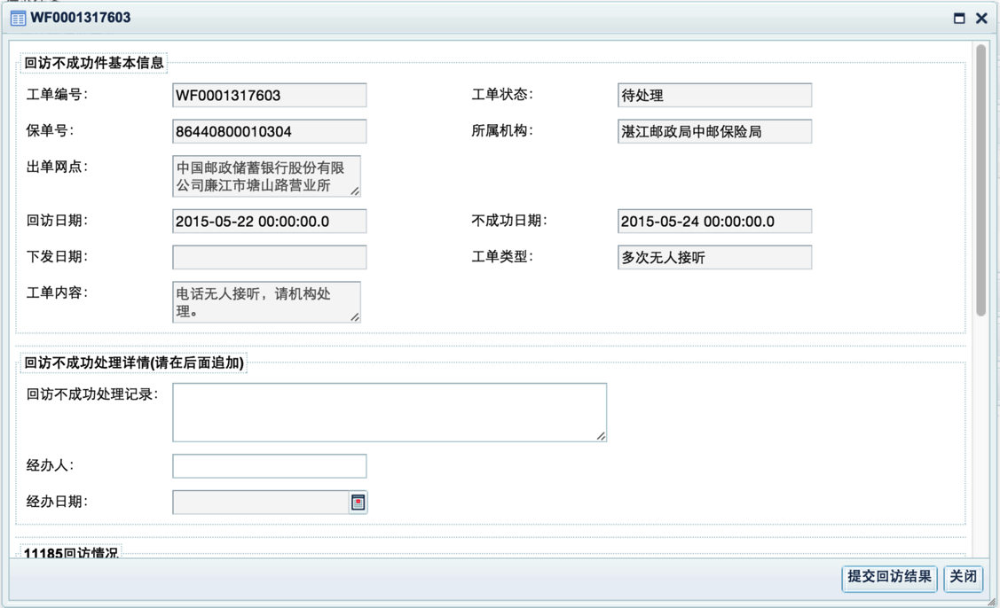 WF0001317603
回访不成功件基本信息
工单编号: WF0001317603 工单状态: 待处理
保单号: 86440800010304 所属机构: 湛江邮政局中邮保险局
出单网点: 中国邮政储蓄银行股份有限
公司廉江市塘山路营业所
回访日期: 2015-05-22 00:00:00.0 不成功日期: 2015-05-24 00:00:00.0
下发日期: 工单类型: 多次无人接听
工单内容: 电话无人接听，请机构处
理。
回访不成功处理详情(请在后面追加)
回访不成功处理记录:
经办人:
经办日期:
11185回访情况
提交回访结果 关闭